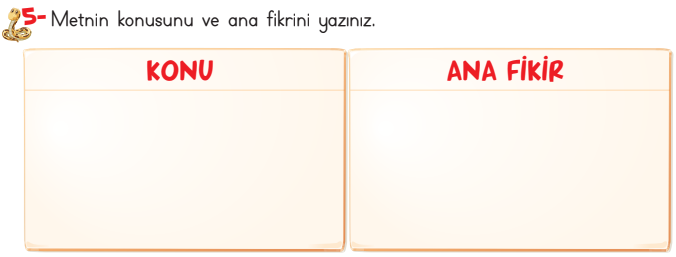 5- Metnin konusunu ve ana fikrini yazınız.
KONU
ANA FİKİR